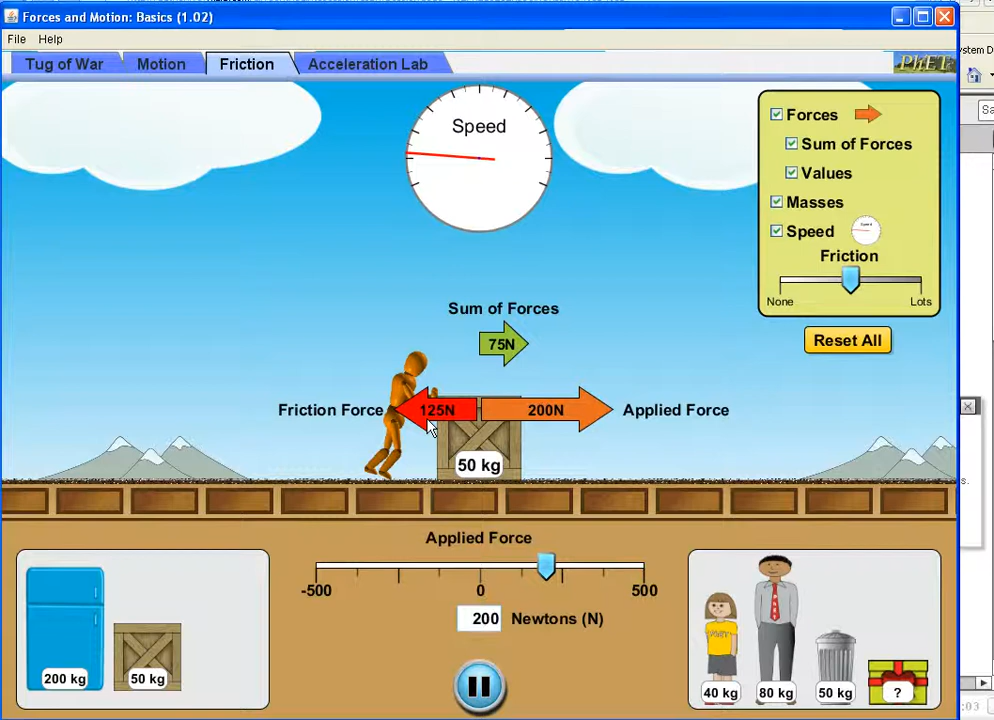 Forces and Motion: Basics (1.02)
File Help
Tug of War Motion Friction Acceleration Lab
PhET
Speed
Forces
Sum of Forces
Values
Masses
Speed
Friction
None Lots
Reset All
Sum of Forces
75N
Friction Force 125N 200N Applied Force
50 kg
Applied Force
-500 0 500
200 Newtons (N)
200 kg 50 kg
PHET
40 kg 80 kg 50 kg ?